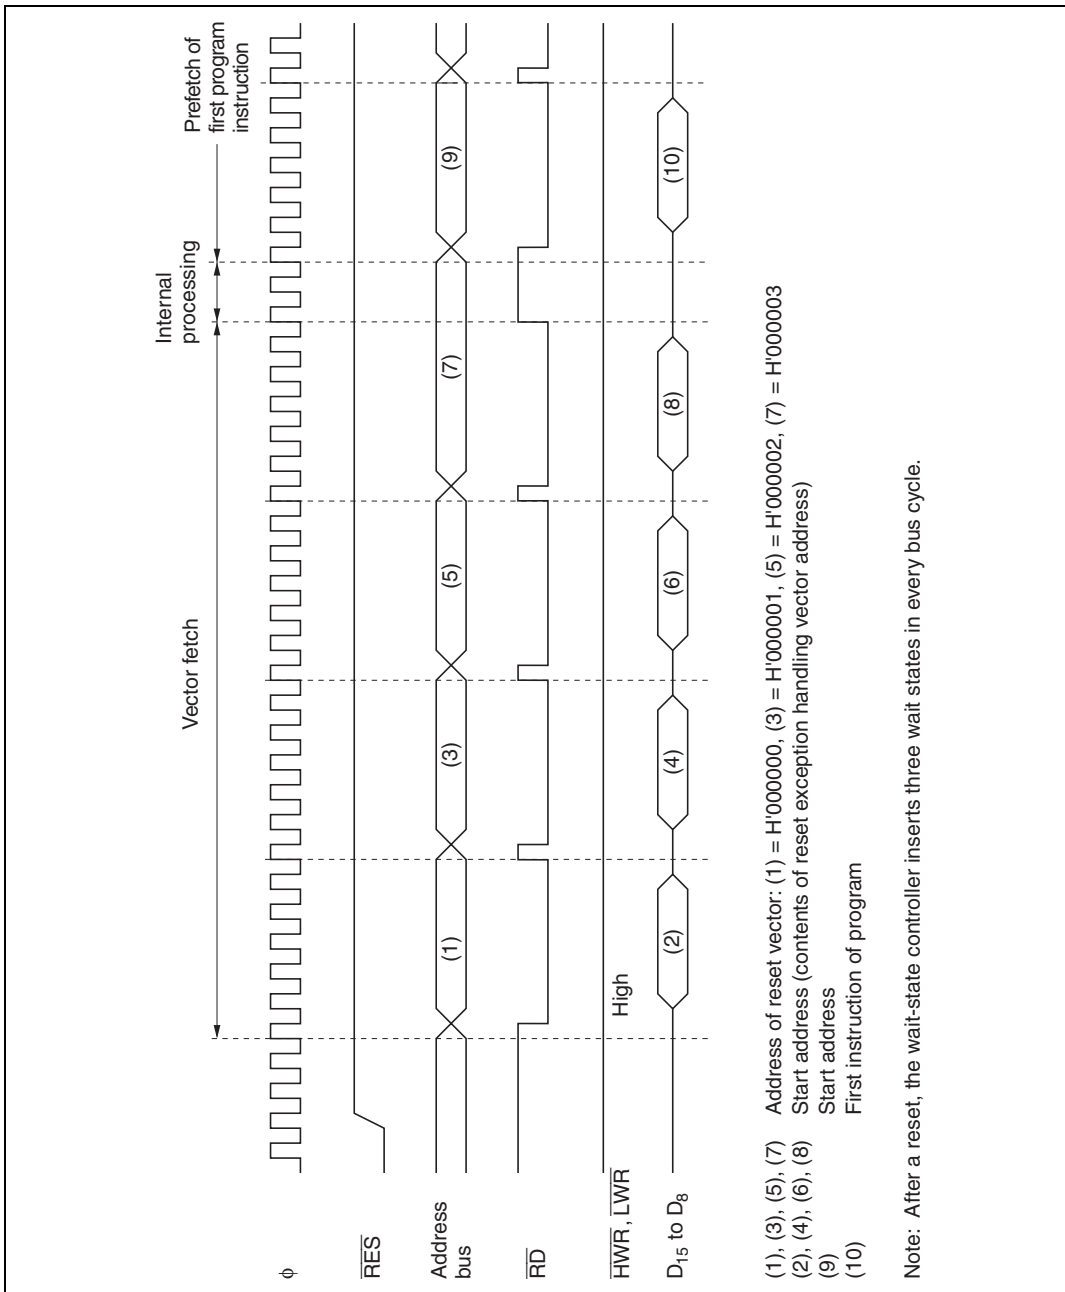 Vector fetch
Internal
processing
Prefetch of
first program
instruction
φ
RES
Address
bus
(1)
(3)
(5)
(7)
(9)
RD
HWR, LWR
High
D15 to D8
(2)
(4)
(6)
(8)
(10)
(1), (3), (5), (7) Address of reset vector: (1) = H'000000, (3) = H'000001, (5) = H'000002, (7) = H'000003
(2), (4), (6), (8) Start address (contents of reset exception handling vector address)
(9) Start address
(10) First instruction of program
Note: After a reset, the wait-state controller inserts three wait states in every bus cycle.